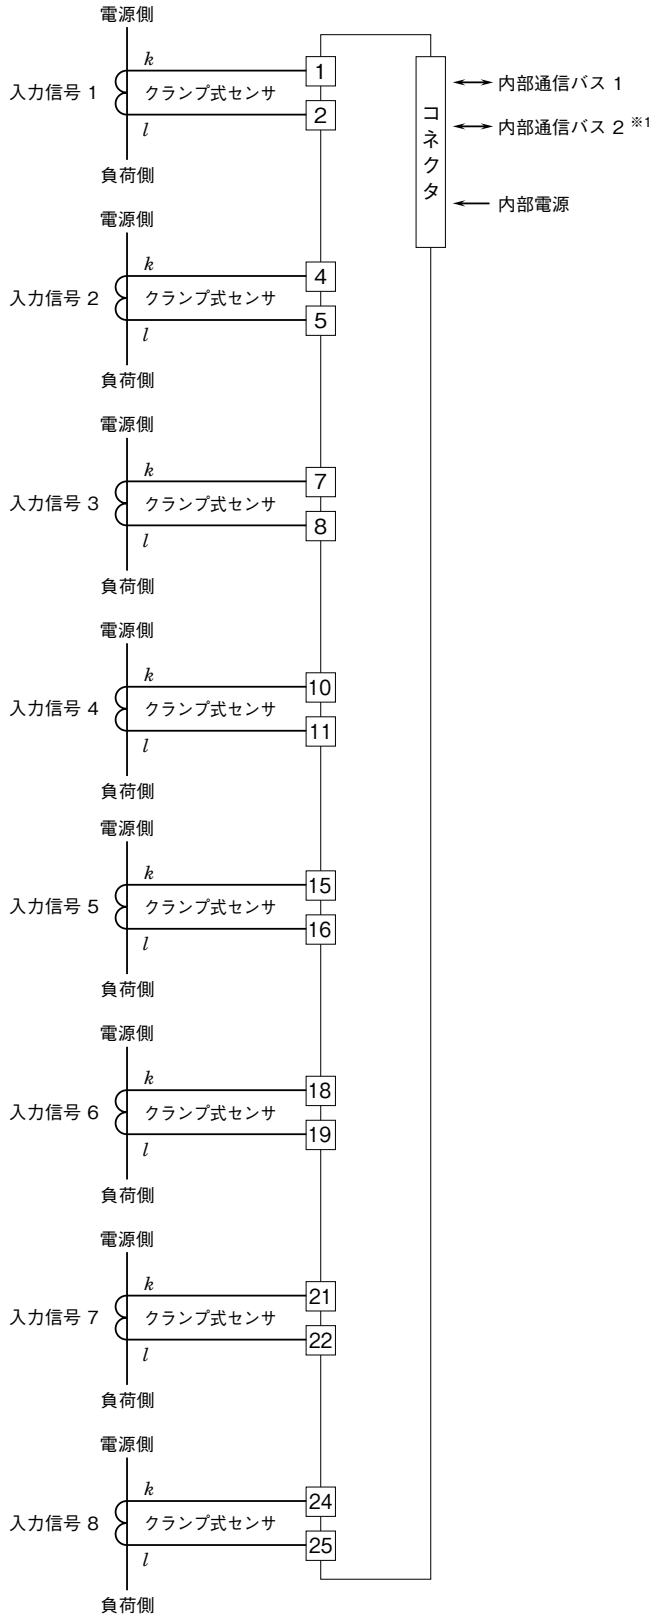 電源側
k
1
入力信号 1
クランプ式センサ
2
l
負荷側
コネクタ
内部通信バス 1
内部通信バス 2 ※1
内部電源
電源側
k
4
入力信号 2
クランプ式センサ
5
l
負荷側
電源側
k
7
入力信号 3
クランプ式センサ
8
l
負荷側
電源側
k
10
入力信号 4
クランプ式センサ
11
l
負荷側
電源側
k
15
入力信号 5
クランプ式センサ
16
l
負荷側
電源側
k
18
入力信号 6
クランプ式センサ
19
l
負荷側
電源側
k
21
入力信号 7
クランプ式センサ
22
l
負荷側
電源側
k
24
入力信号 8
クランプ式センサ
25
l
負荷側